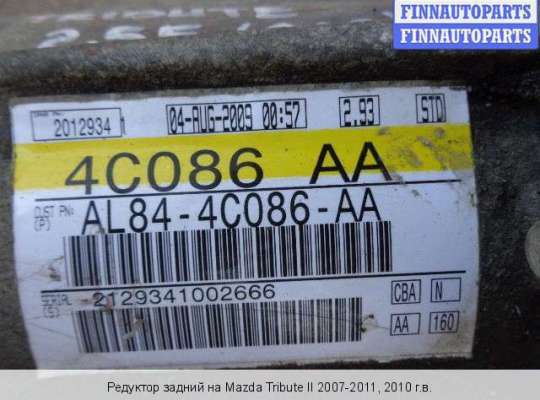 FINNAUTOPARTS
FINNAUTOPARTS
2012934 1
04-AUG-2009 00:57
2.93
STD
4C086 AA
CUST PN:
(P)
AL84-4C086-AA
SERIAL
(S)
2129341002666
CBA N
AA 160
Редуктор задний на Mazda Tribute II 2007-2011, 2010 г.в.